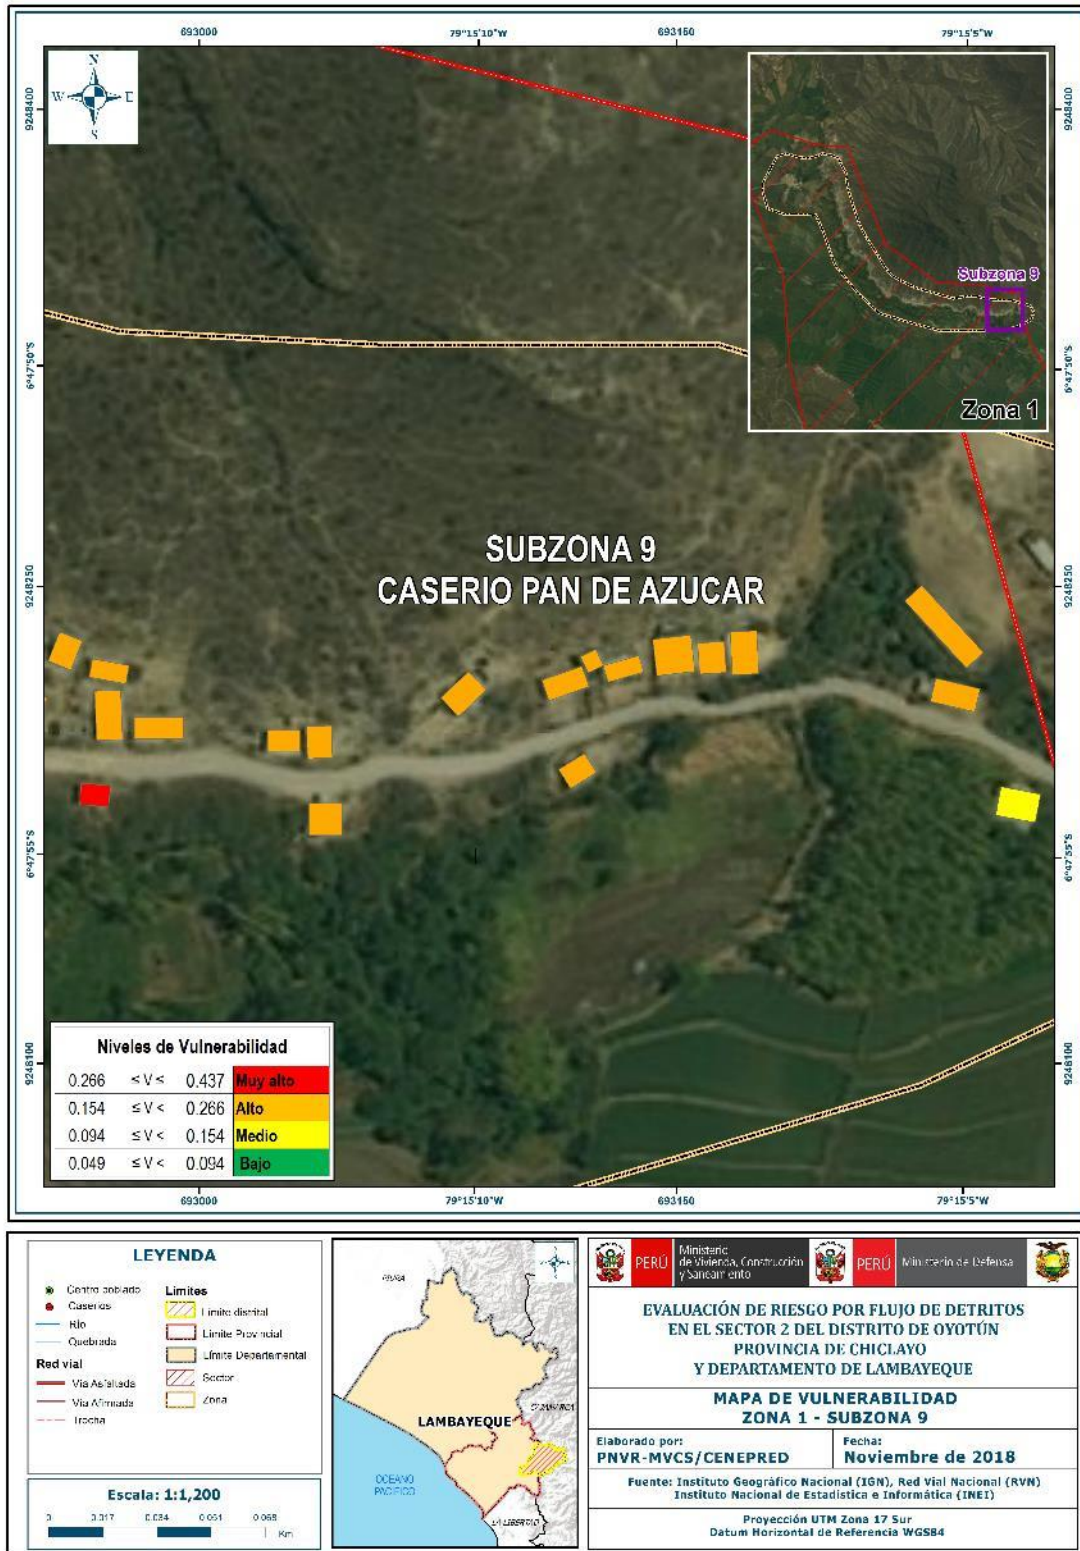 693000
79°15'10"W
693150
79°15'5"W
N
W E
S
9248400
9248400
Subzona 9
Zona 1
6°47'50"S
6°47'50"S
SUBZONA 9
CASERIO PAN DE AZUCAR
9248250
9248250
6°47'55"S
6°47'55"S
9248100
9248100
Niveles de Vulnerabilidad
0.266 ≤ V ≤ 0.437 Muy alto
0.154 ≤ V < 0.266 Alto
0.094 ≤ V < 0.154 Medio
0.049 ≤ V < 0.094 Bajo
693000
79°15'10"W
693150
79°15'5"W
LEYENDA
Centro poblado
Caserios
Río
Quebrada
Red vial
Vía Asfaltada
Vía Afirmada
Trocha
Limites
Limite distrital
Limite Provincial
Límite Departamental
Sector
Zona
Escala: 1:1,200
0 0.017 0.034 0.051 0.068
Km
PIURA
CAJAMARCA
LAMBAYEQUE
OCEANO
PACIFICO
LA LIBERTAD
PERÚ
Ministerio
de Vivienda, Construcción
y Saneamiento
PERÚ
Ministerio de Defensa
EVALUACIÓN DE RIESGO POR FLUJO DE DETRITOS
EN EL SECTOR 2 DEL DISTRITO DE OYOTÚN
PROVINCIA DE CHICLAYO
Y DEPARTAMENTO DE LAMBAYEQUE
MAPA DE VULNERABILIDAD
ZONA 1 - SUBZONA 9
Elaborado por:
PNVR-MVCS/CENEPRED
Fecha:
Noviembre de 2018
Fuente: Instituto Geográfico Nacional (IGN), Red Vial Nacional (RVN)
Instituto Nacional de Estadística e Informática (INEI)
Proyección UTM Zona 17 Sur
Datum Horizontal de Referencia WGS84